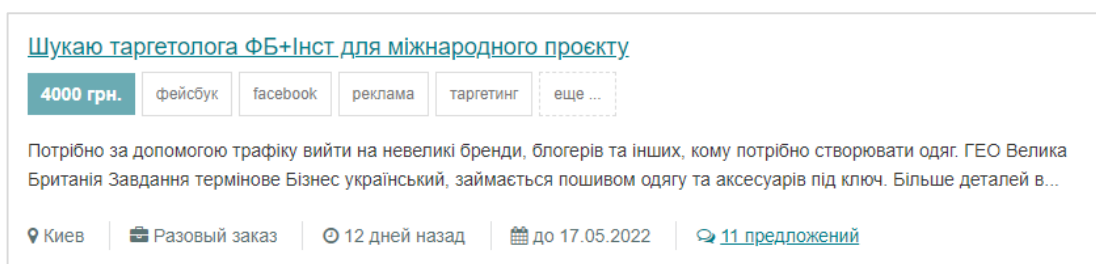 Шукаю таргетолога ФБ+Інст для міжнародного проєкту
4000 грн. фейсбук facebook реклама таргетинг еще ...
Потрібно за допомогою трафіку вийти на невеликі бренди, блогерів та інших, кому потрібно створювати одяг. ГЕО Велика
Британія Завдання термінове Бізнес український, займається пошивом одягу та аксесуарів під ключ. Більше деталей в...
Киев Разовый заказ 12 дней назад до 17.05.2022 11 предложений